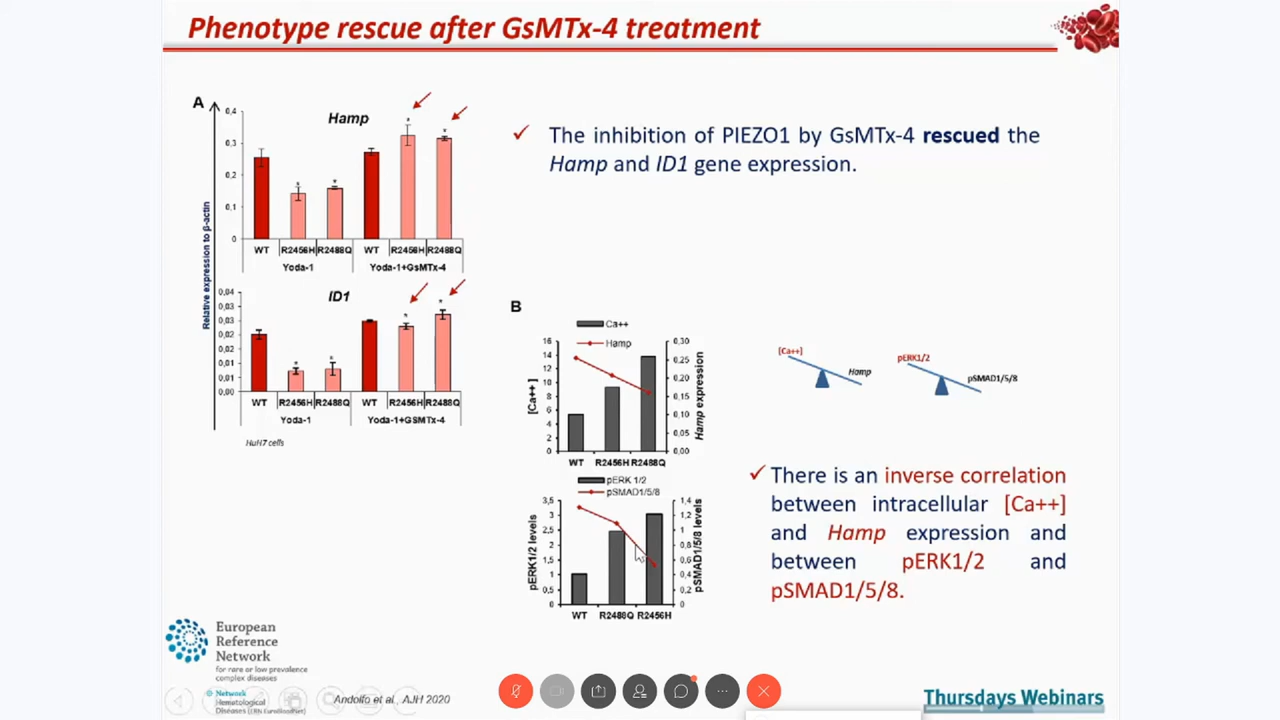 Phenotype rescue after GsMTx-4 treatment
A
Relative expression to β-actin
Hamp
0,4
0,3
0,2
0,1
0
* * * *
WT R2456H R2488Q WT R2456H R2488Q
Yoda-1 Yoda-1+GsMTx-4
ID1
0,04
0,03
0,03
0,02
0,02
0,01
0,01
0,00
* * * *
WT R2456H R2488Q WT R2456H R2488Q
Yoda-1 Yoda-1+GSMTx-4
HuH7 cells
✓ The inhibition of PIEZO1 by GsMTx-4 rescued the
Hamp and ID1 gene expression.
B
Ca++
Hamp
[Ca++ ]
16
14
12
10
8
6
4
2
0
0,30
0,25
0,20
0,15
0,10
0,05
0,00
Hamp expression
WT R2456H R2488Q
pERK 1/2
pSMAD1/5/8
pERK1/2 levels
3,5
3
2,5
2
1,5
1
0,5
0
1,4
1,2
1
0,8
0,6
0,4
0,2
0
pSMAD1/5/8 levels
WT R2488Q R2456H
[Ca++]
Hamp
pERK1/2
pSMAD1/5/8
✓ There is an inverse correlation
between intracellular [Ca++]
and Hamp expression and
between pERK1/2 and
pSMAD1/5/8.
European
Reference
Network
for rare or low prevalence
complex diseases
Network
Hematological
Diseases (ERN EuroBloodNet)
Andolfo et al., AJH 2020
Thursdays Webinars